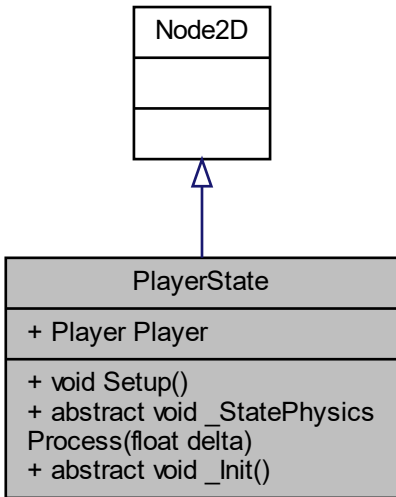 Node2D
PlayerState
+ Player Player
+ void Setup()
+ abstract void _StatePhysics
Process(float delta)
+ abstract void _Init()